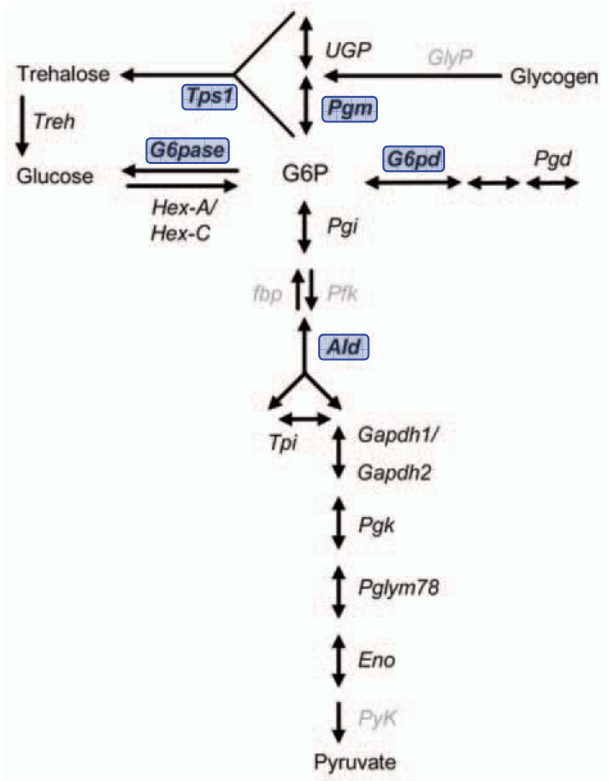 UGP
GlyP
Trehalose
Glycogen
Tps1
Pgm
Treh
G6pase
G6pd
Pgd
Glucose
G6P
Hex-A/
Hex-C
Pgi
fbp
Pfk
Ald
Tpi
Gapdh1/
Gapdh2
Pgk
Pglym78
Eno
PyK
Pyruvate